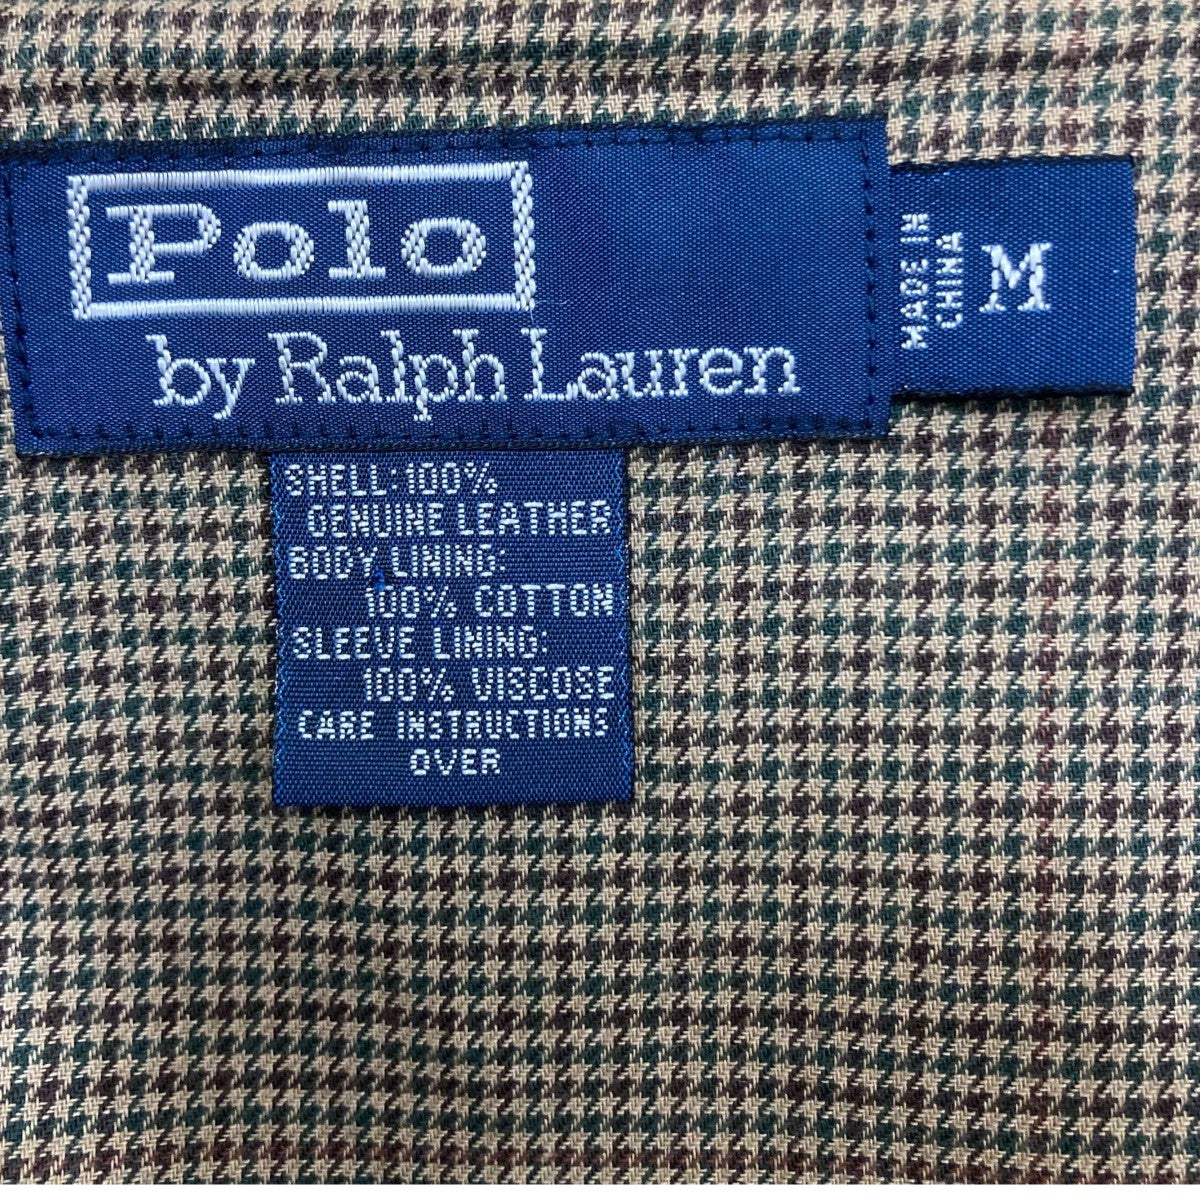 Polo
by Ralph Lauren
MADE IN
CHINA
M
SHELL: 100%
GENUINE LEATHER
BODY LINING:
100% COTTON
SLEEVE LINING:
100% VISCOSE
CARE INSTRUCTIONS
OVER